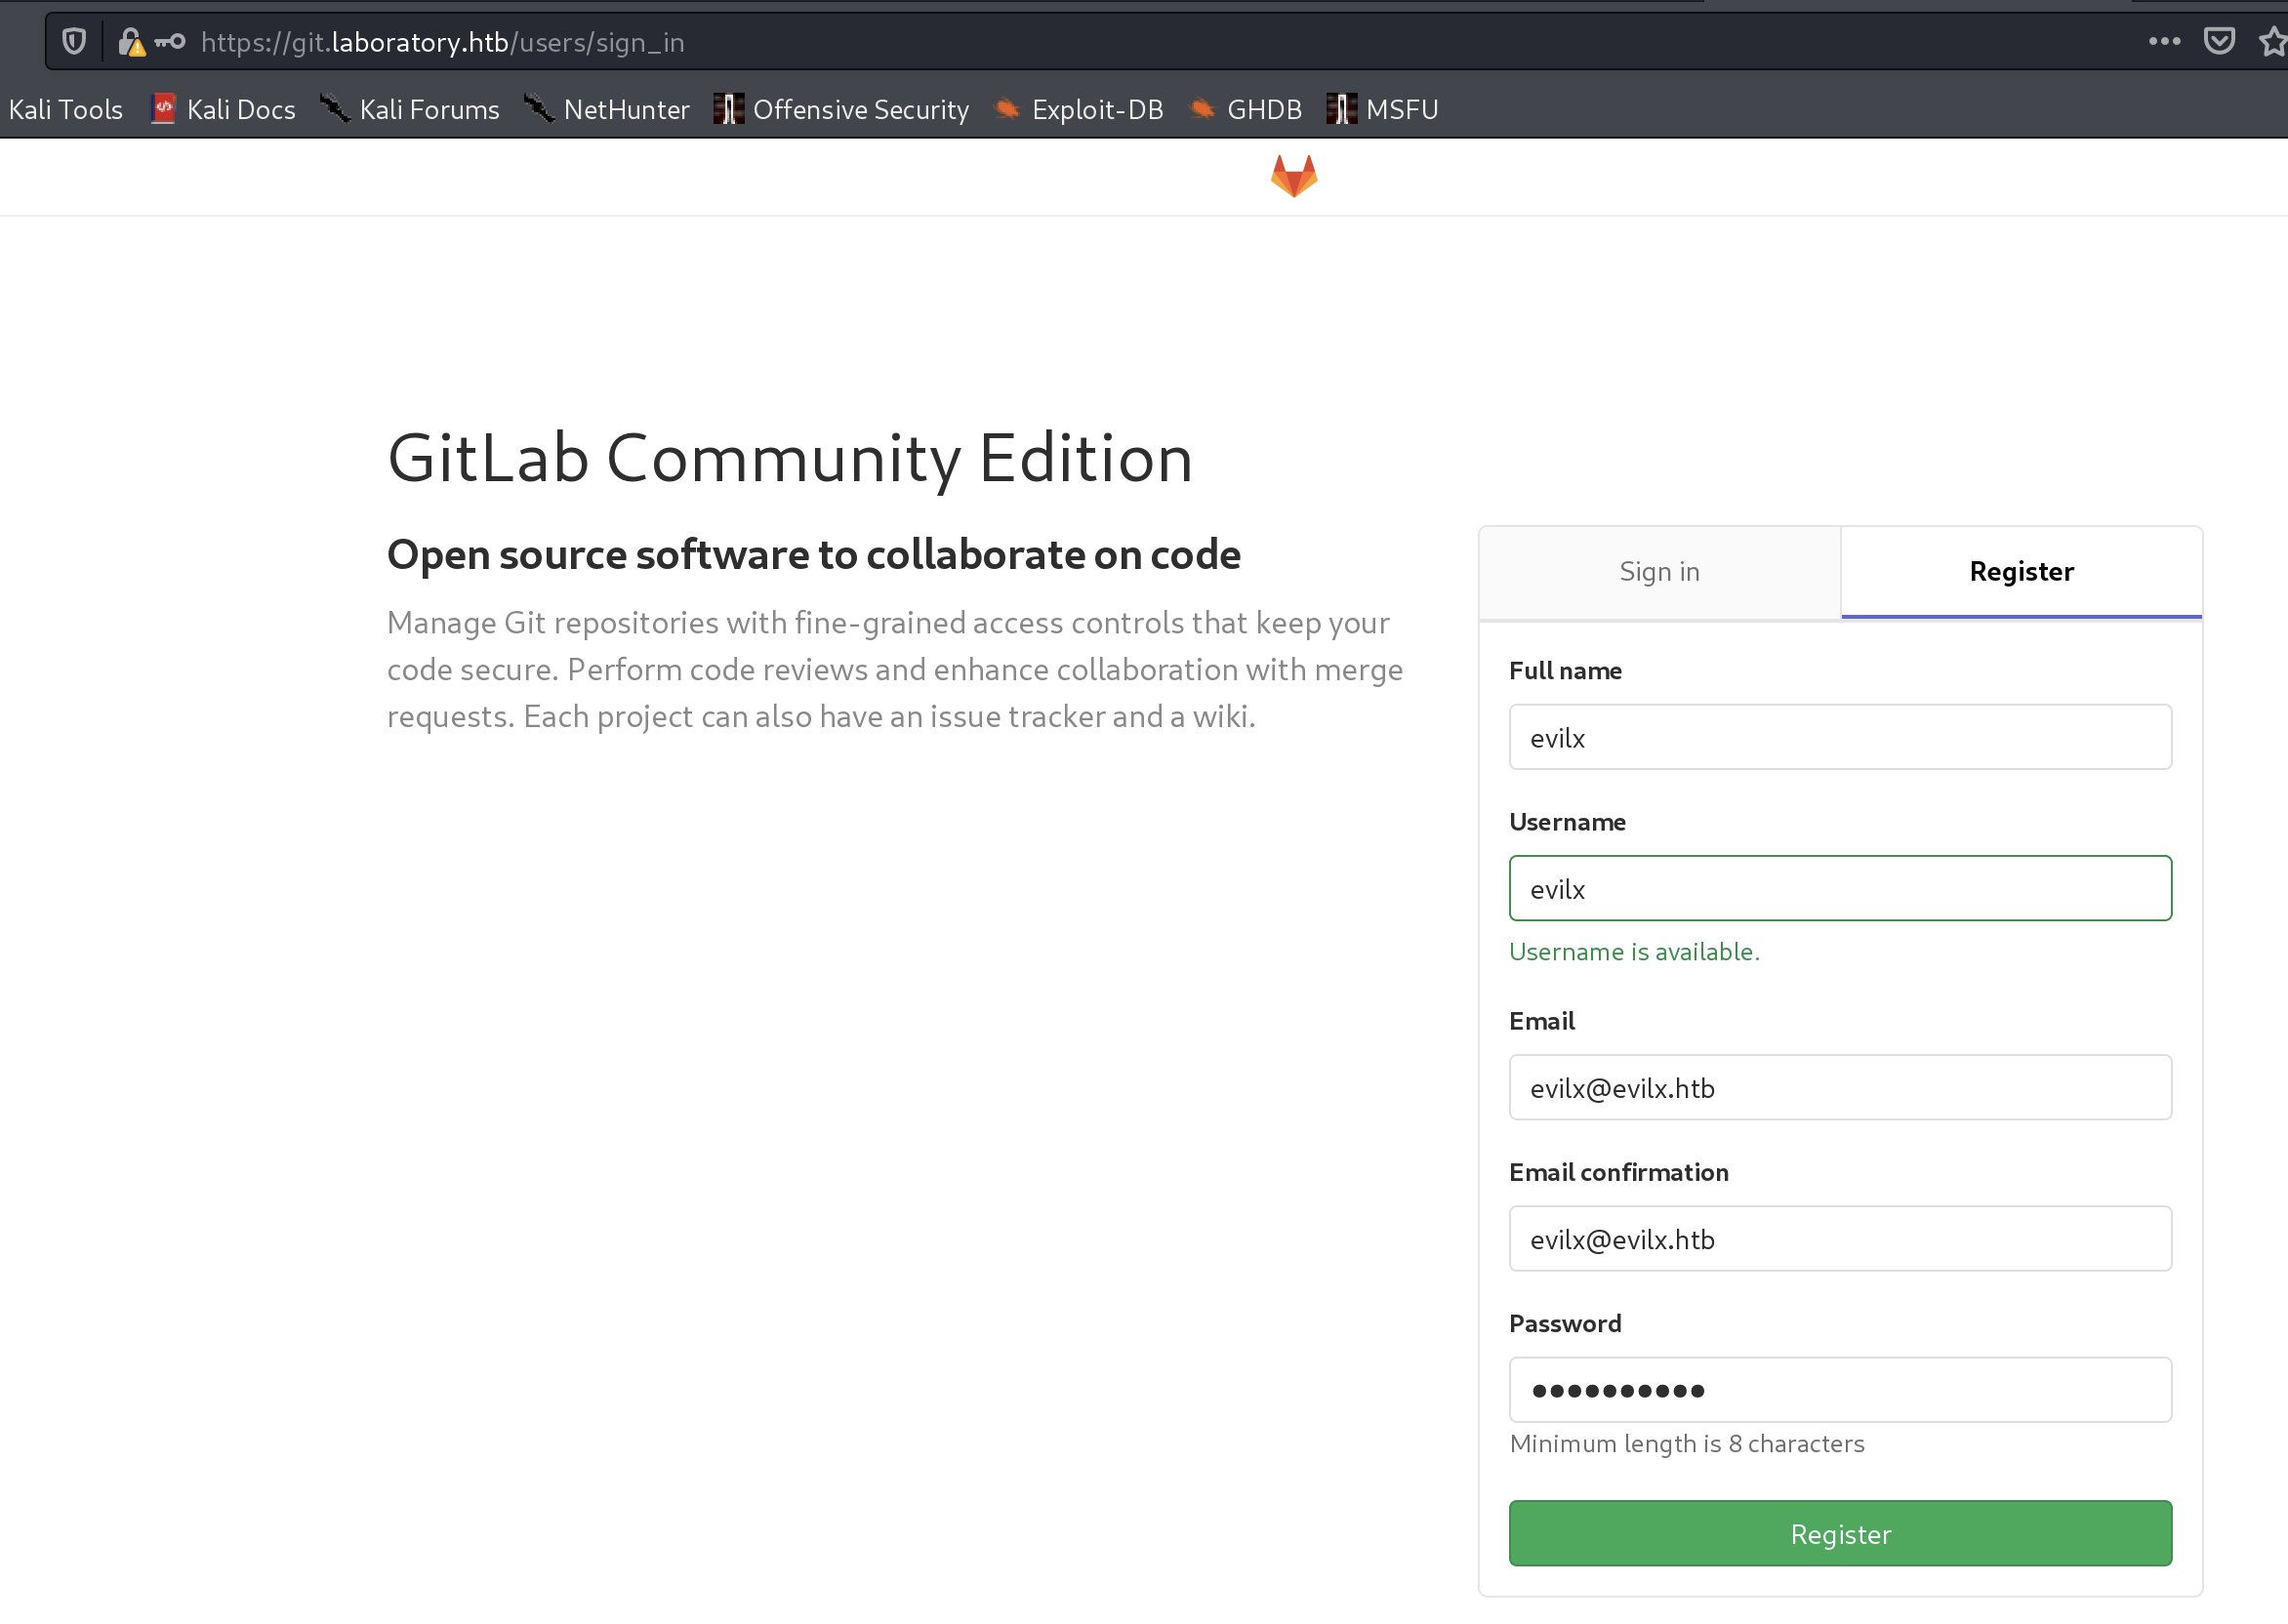 https://git.laboratory.htb/users/sign_in
Kali Tools Kali Docs Kali Forums NetHunter Offensive Security Exploit-DB GHDB MSFU
GitLab Community Edition
Open source software to collaborate on code
Manage Git repositories with fine-grained access controls that keep your
code secure. Perform code reviews and enhance collaboration with merge
requests. Each project can also have an issue tracker and a wiki.
Sign in Register
Full name
evilx
Username
evilx
Username is available.
Email
evilx@evilx.htb
Email confirmation
evilx@evilx.htb
Password
●●●●●●●●●●
Minimum length is 8 characters
Register